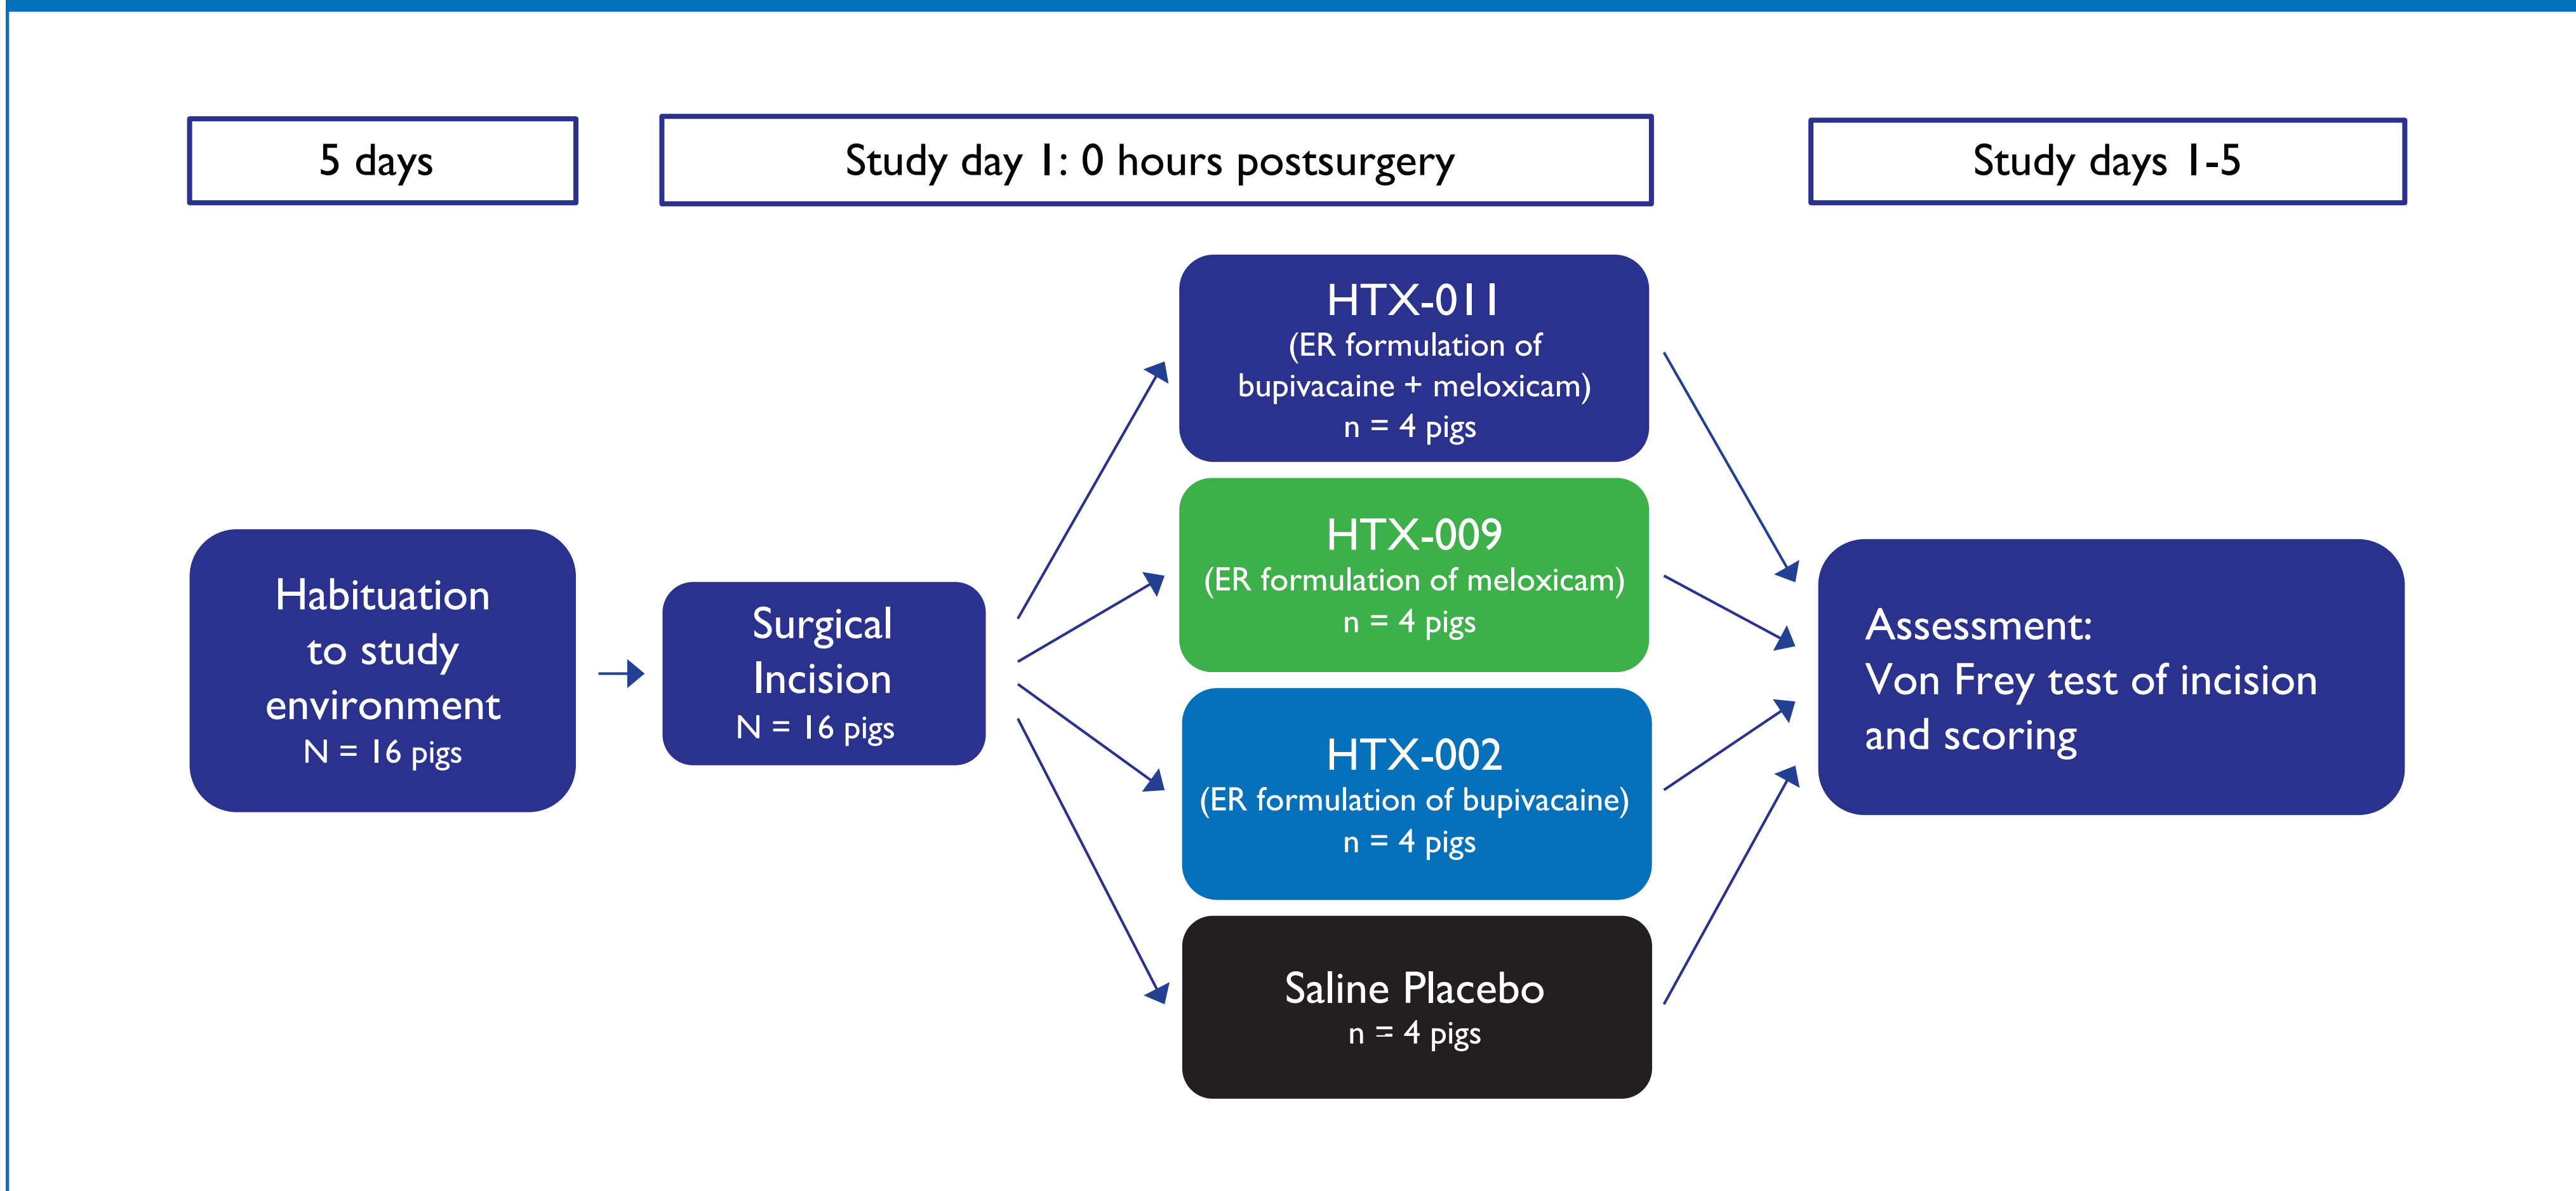 5 days
Study day 1: 0 hours postsurgery
Study days 1-5
Habituation
to study
environment
N = 16 pigs
Surgical
Incision
N = 16 pigs
HTX-011
(ER formulation of
bupivacaine + meloxicam)
n = 4 pigs
HTX-009
(ER formulation of meloxicam)
n = 4 pigs
HTX-002
(ER formulation of bupivacaine)
n = 4 pigs
Saline Placebo
n = 4 pigs
Assessment:
Von Frey test of incision
and scoring